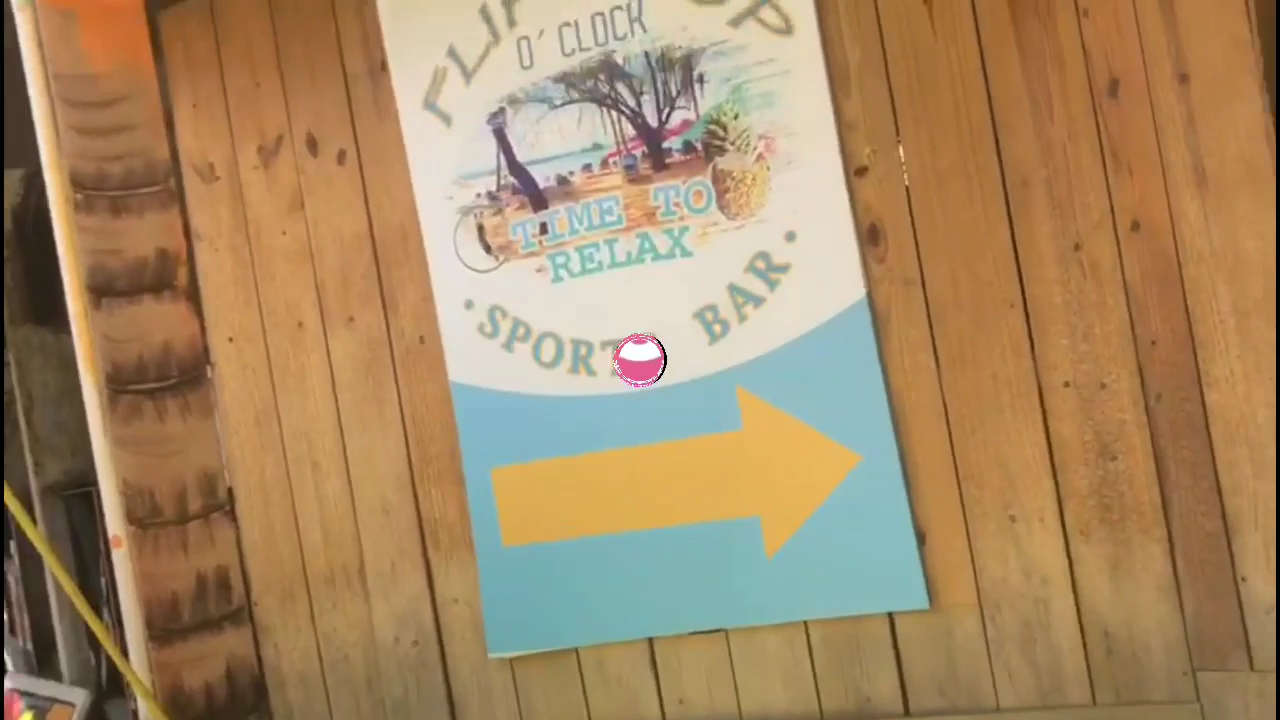 O' CLOCK
TIME TO
RELAX
• SPORT BAR •